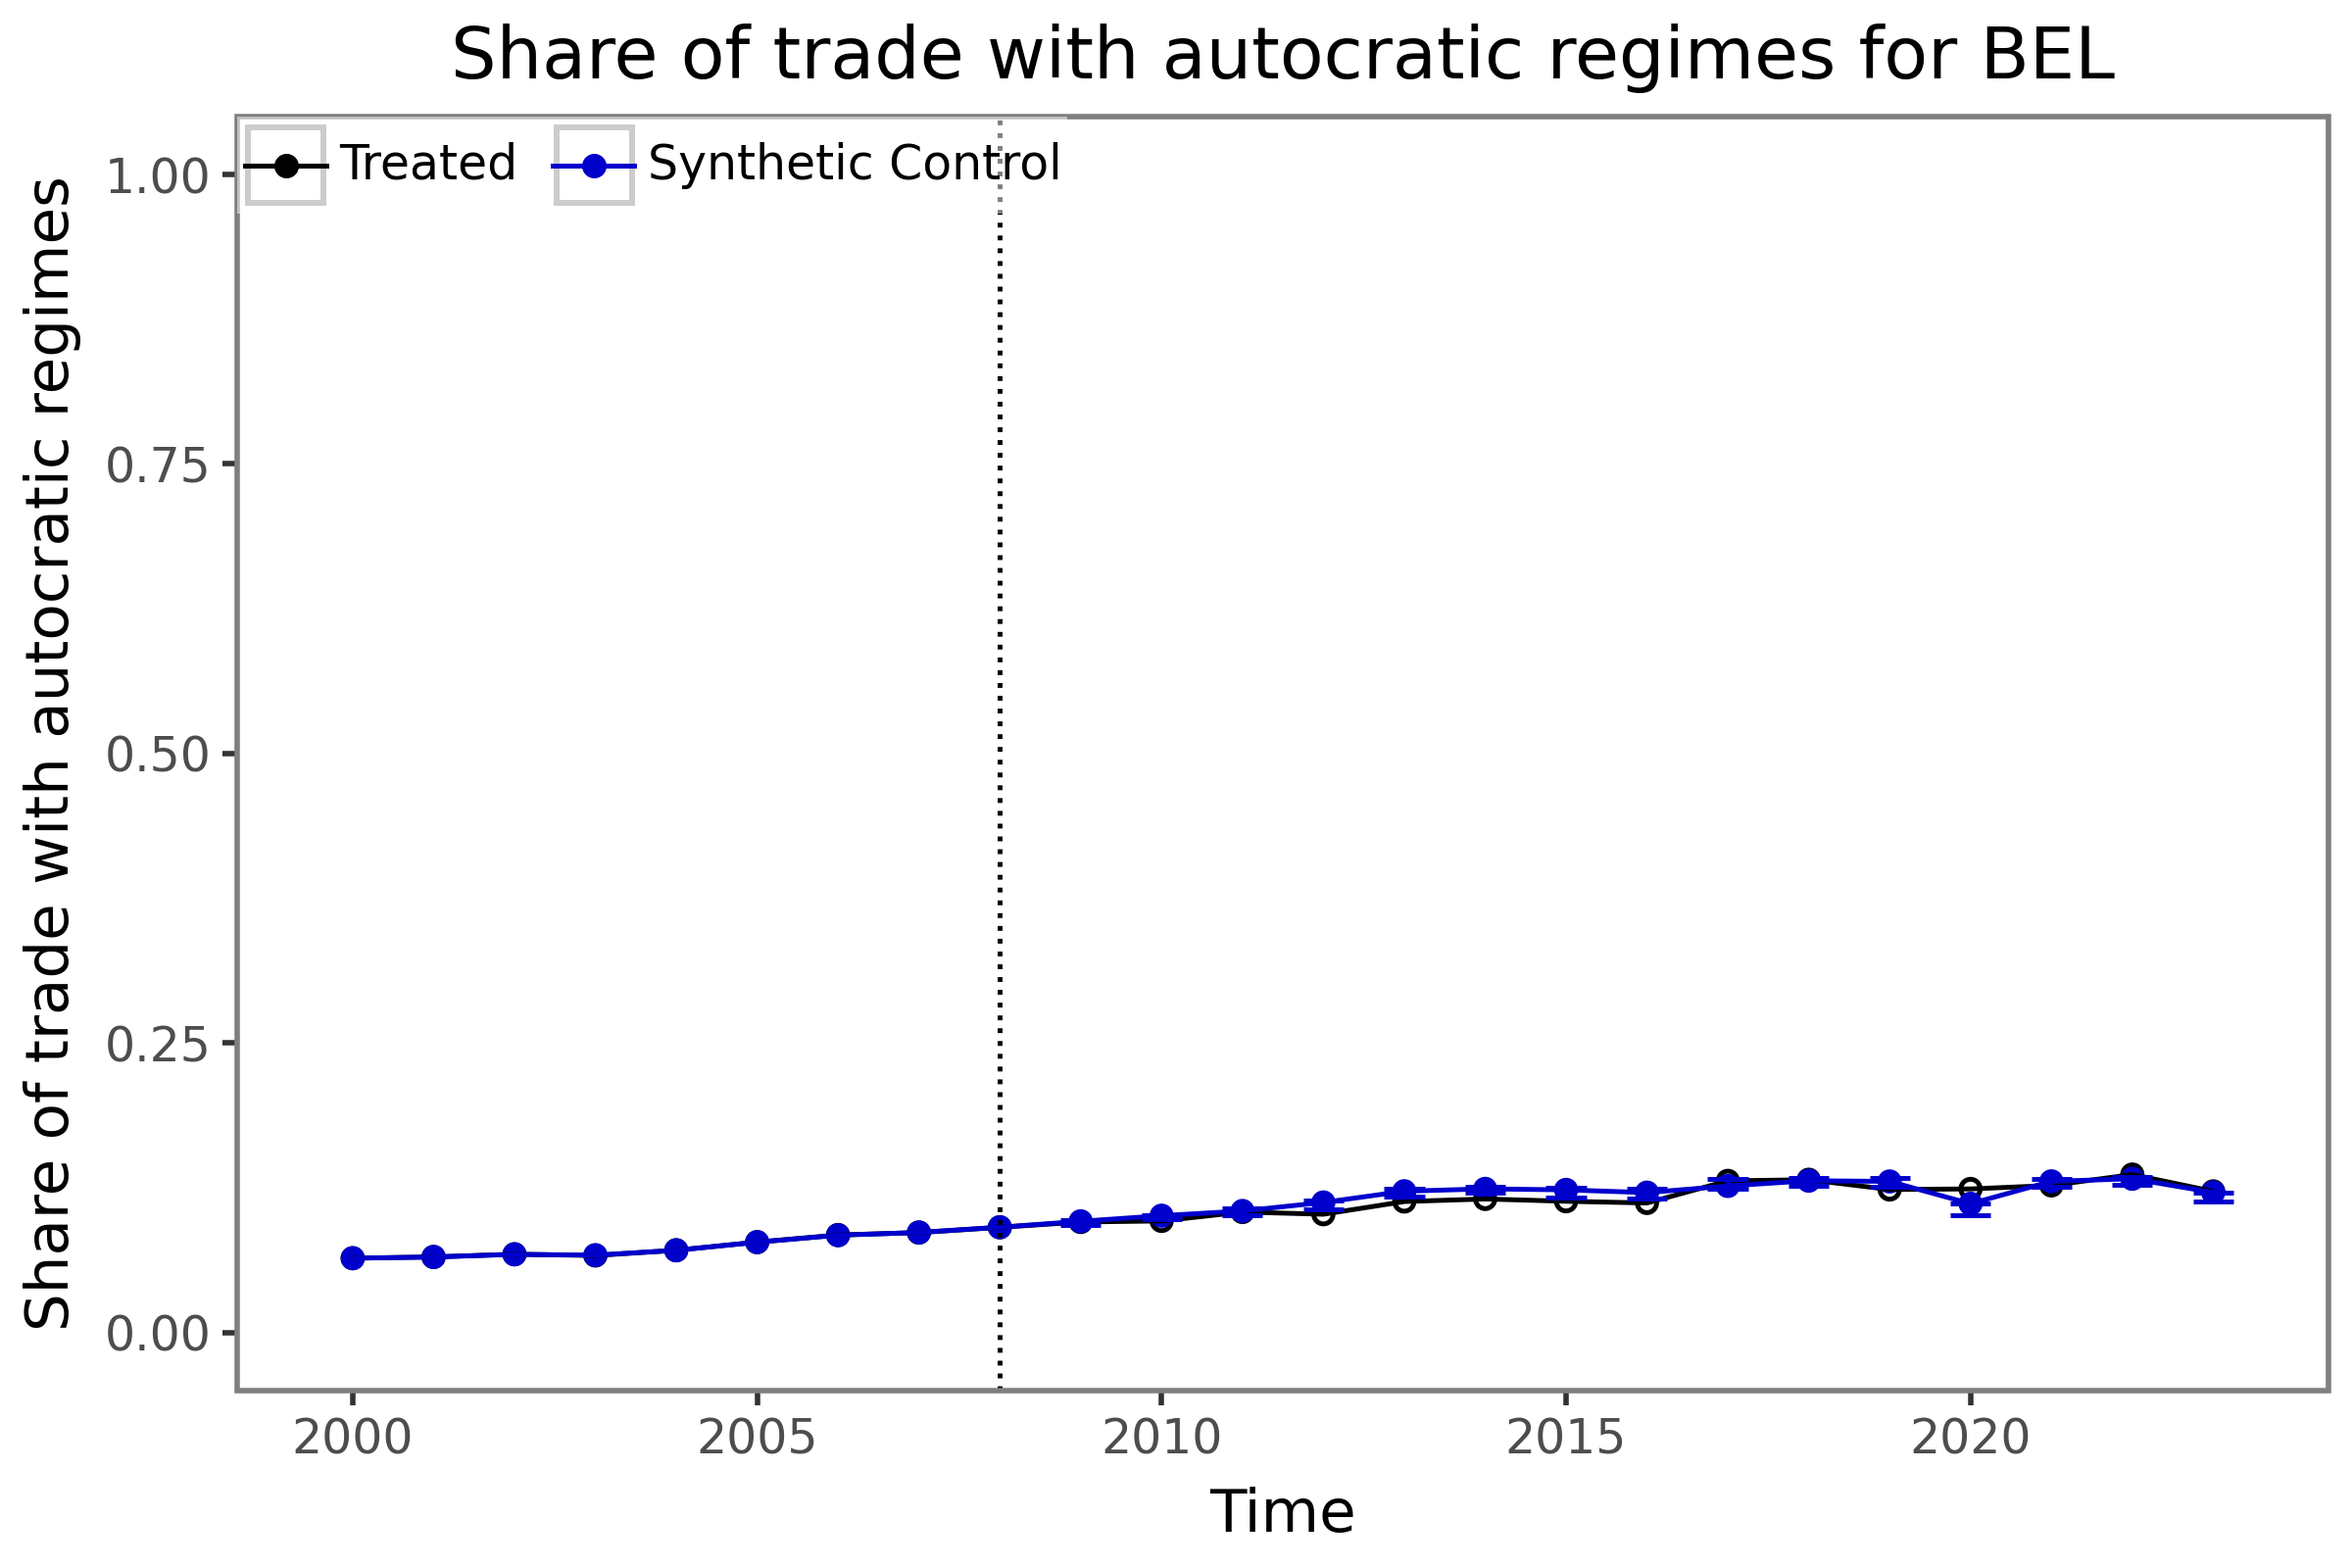 Share of trade with autocratic regimes for BEL
Treated
Synthetic Control
Share of trade with autocratic regimes
1.00
0.75
0.50
0.25
0.00
2000
2005
2010
2015
2020
Time